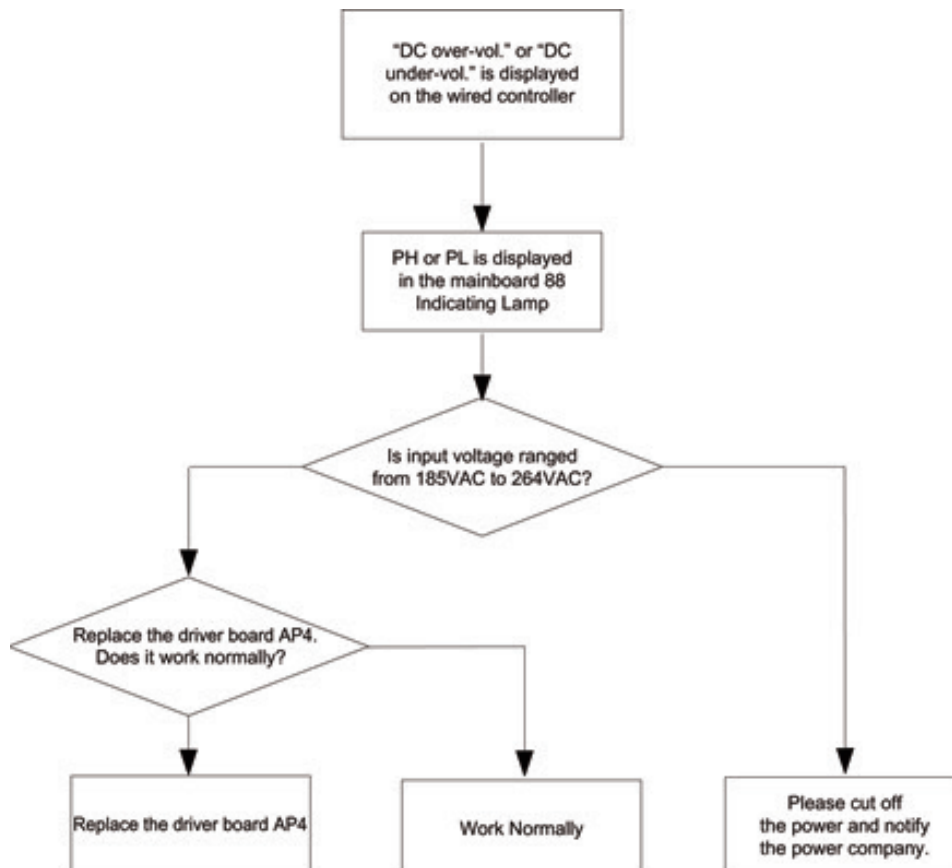 “DC over-vol.” or “DC
under-vol.” is displayed
on the wired controller
PH or PL is displayed
in the mainboard 88
Indicating Lamp
Is input voltage ranged
from 185VAC to 264VAC?
Replace the driver board AP4.
Does it work normally?
Replace the driver board AP4
Work Normally
Please cut off
the power and notify
the power company.